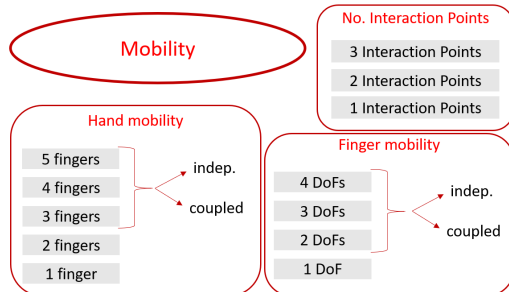 Mobility
No. Interaction Points
3 Interaction Points
2 Interaction Points
1 Interaction Points
Hand mobility
5 fingers
4 fingers
3 fingers
2 fingers
1 finger
indep.
coupled
Finger mobility
4 DoFs
3 DoFs
2 DoFs
1 DoF
indep.
coupled